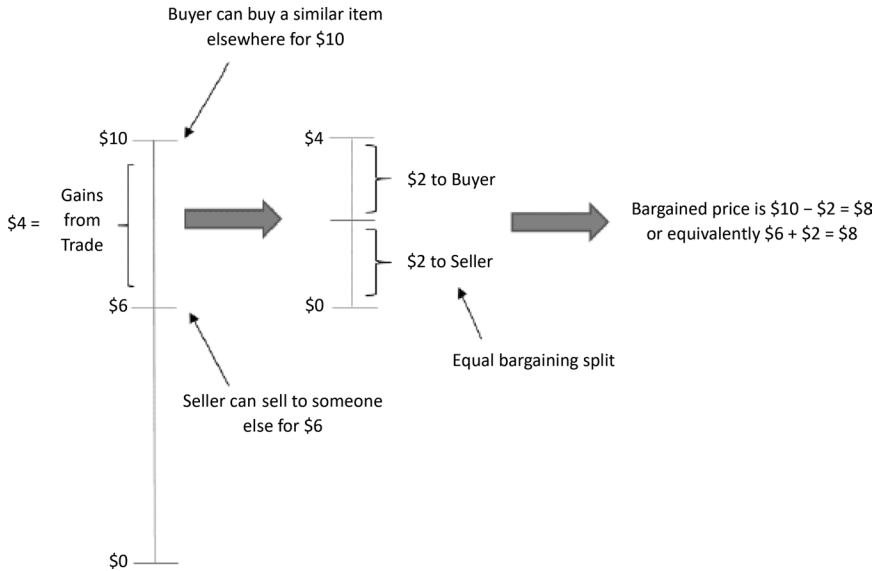 Buyer can buy a similar item
elsewhere for $10
$10
$4 =
Gains
from
Trade
$6
Seller can sell to someone
else for $6
$0
$4
$2 to Buyer
$2 to Seller
$0
Equal bargaining split
Bargained price is $10 – $2 = $8
or equivalently $6 + $2 = $8